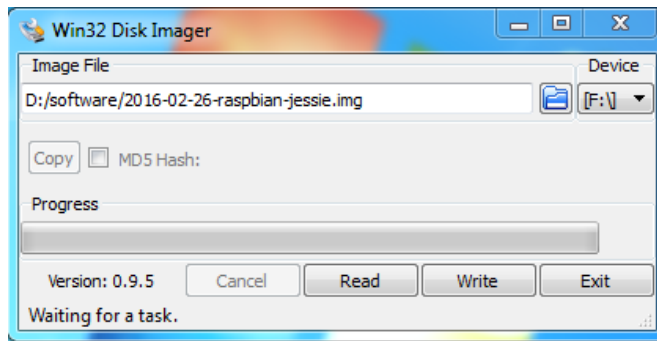 Win32 Disk Imager
Image File Device
D:/software/2016-02-26-raspbian-jessie.img [F:\]
Copy MD5 Hash:
Progress
Version: 0.9.5 Cancel Read Write Exit
Waiting for a task.